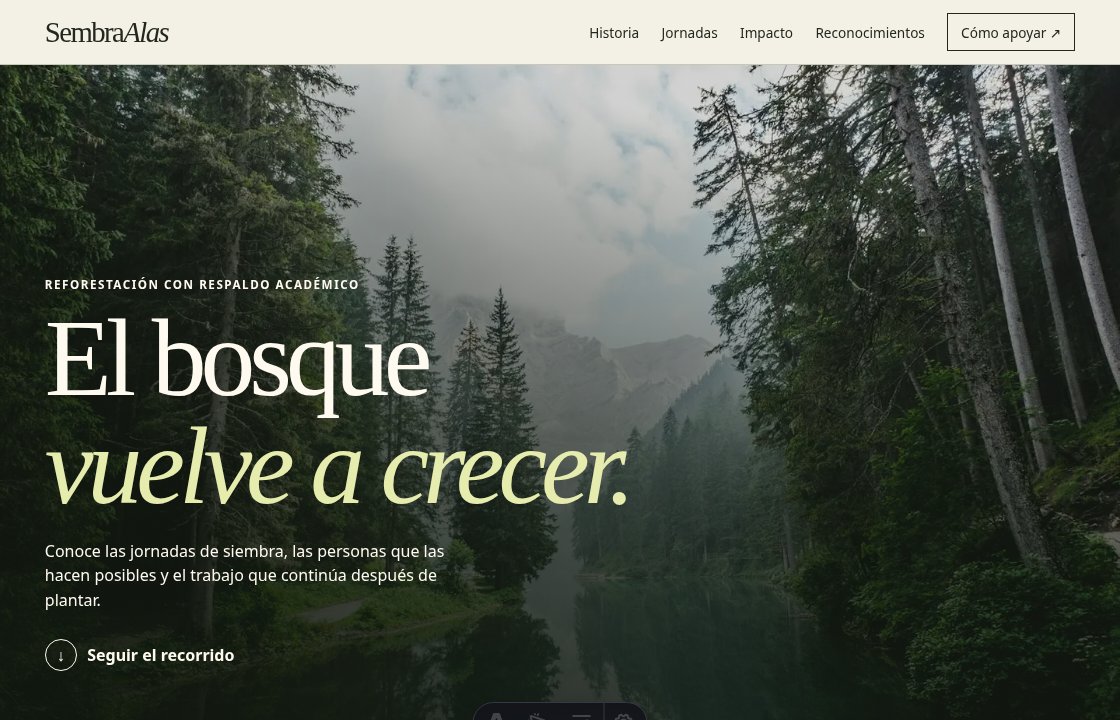 SembraAlas
Historia Jornadas Impacto Reconocimientos Cómo apoyar ↗
REFORESTACIÓN CON RESPALDO ACADÉMICO
El bosque
vuelve a crecer.
Conoce las jornadas de siembra, las personas que las
hacen posibles y el trabajo que continúa después de
plantar.
↓ Seguir el recorrido